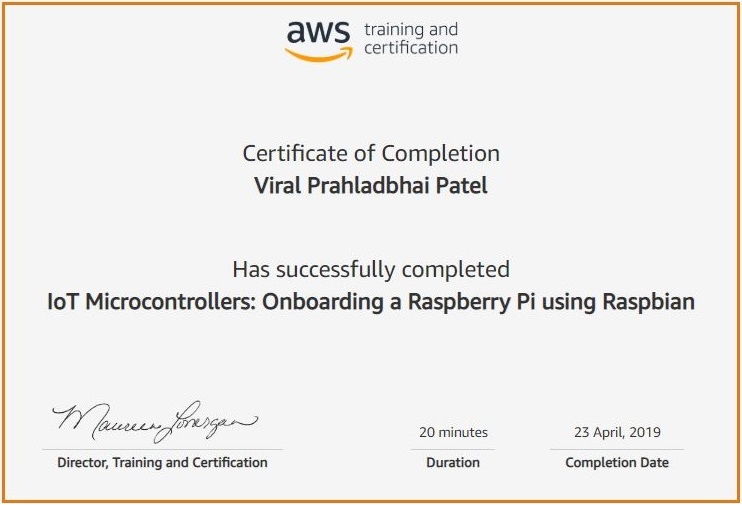 aws training and
certification
Certificate of Completion
Viral Prahladbhai Patel
Has successfully completed
IoT Microcontrollers: Onboarding a Raspberry Pi using Raspbian
Maureen Lonergan
20 minutes
23 April, 2019
Director, Training and Certification
Duration
Completion Date